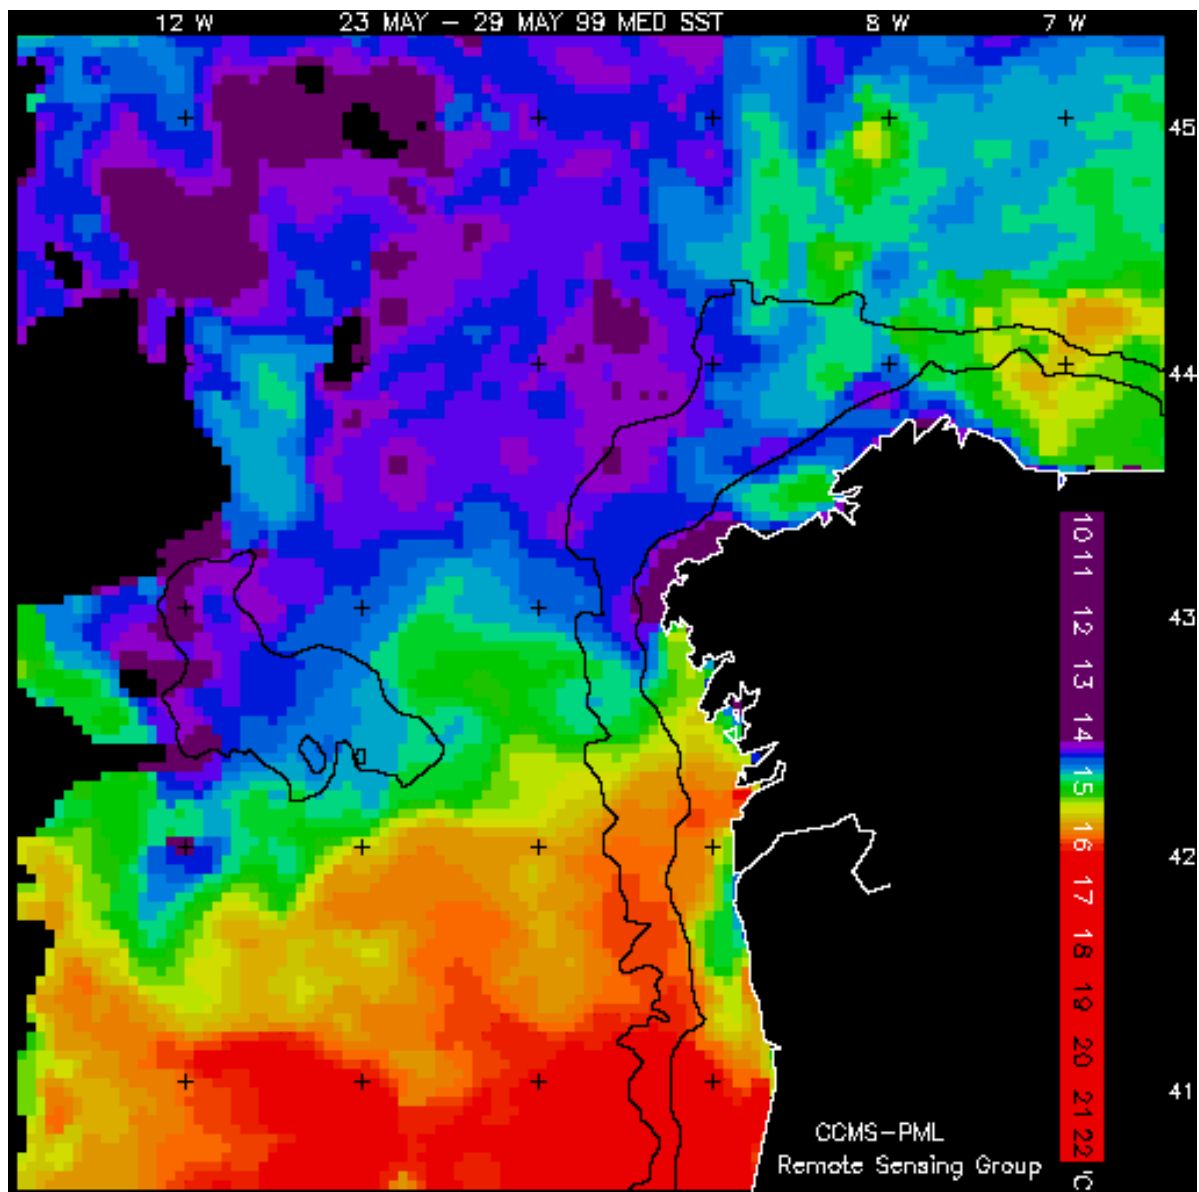 12 W 23 MAY – 29 MAY 99 MED SST 8 W 7 W
45
44
43
42
41
10 11 12 13 14 15 16 17 18 19 20 21 22 °C
CCMS–PML
Remote Sensing Group